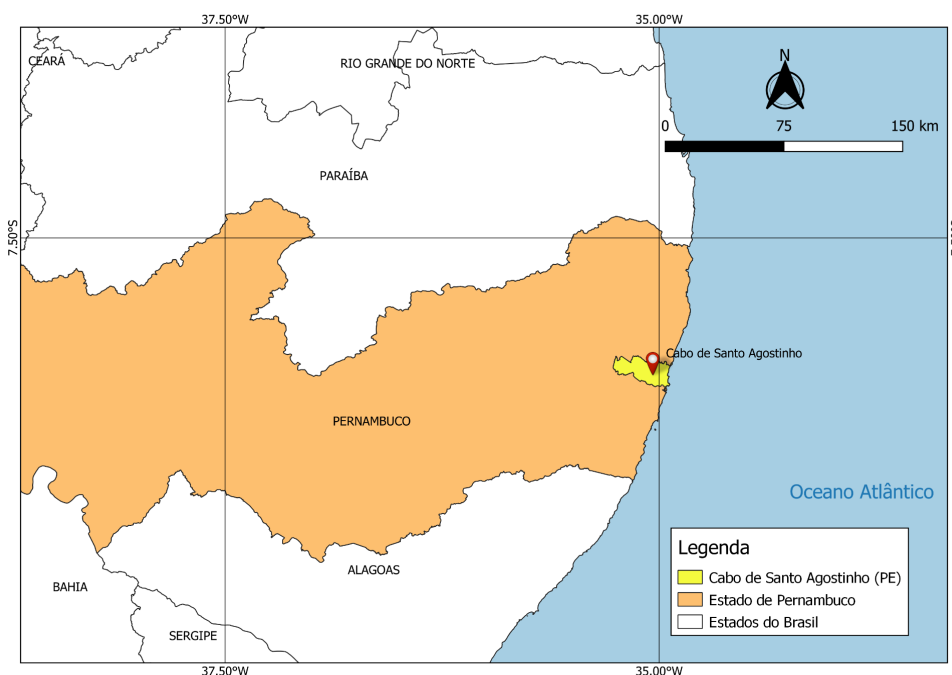 37.50°W
35.00°W
CEARÁ
RIO GRANDE DO NORTE
N
0
75
150 km
PARAÍBA
7.50°S
Cabo de Santo Agostinho
PERNAMBUCO
Oceano Atlântico
Legenda
Cabo de Santo Agostinho (PE)
Estado de Pernambuco
Estados do Brasil
ALAGOAS
BAHIA
SERGIPE
37.50°W
35.00°W